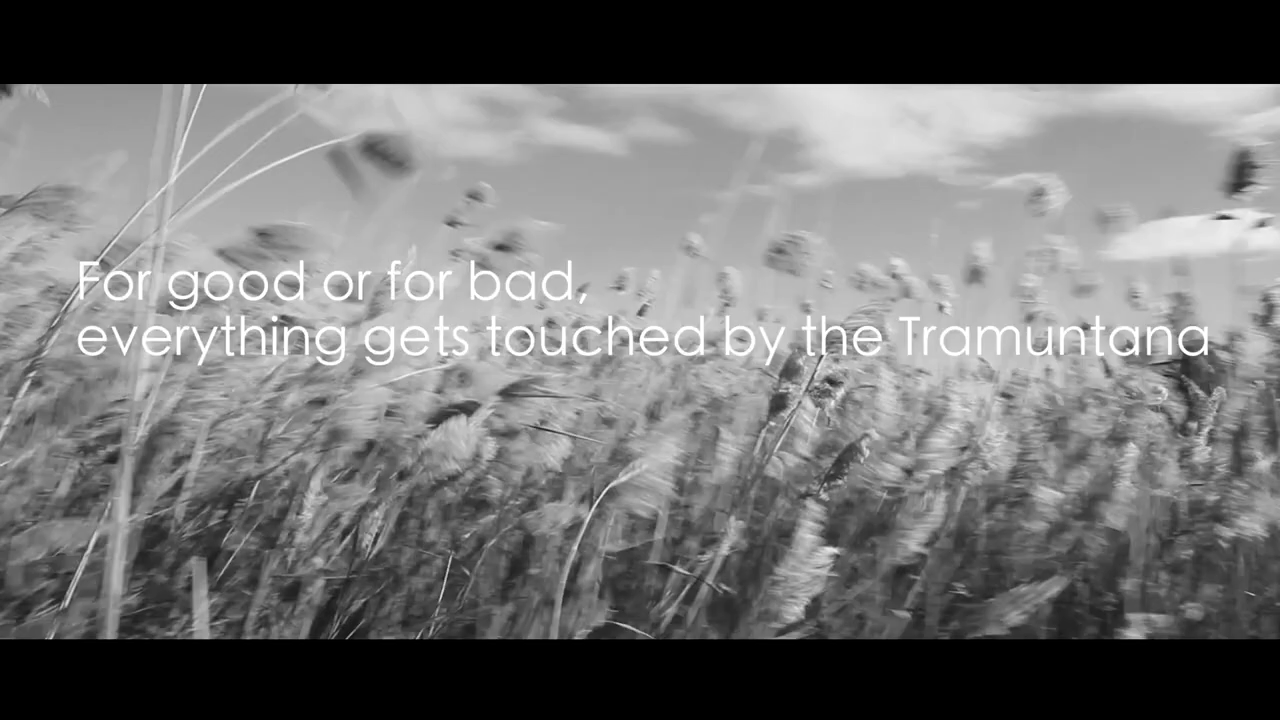 For good or for bad,
everything gets touched by the Tramuntana